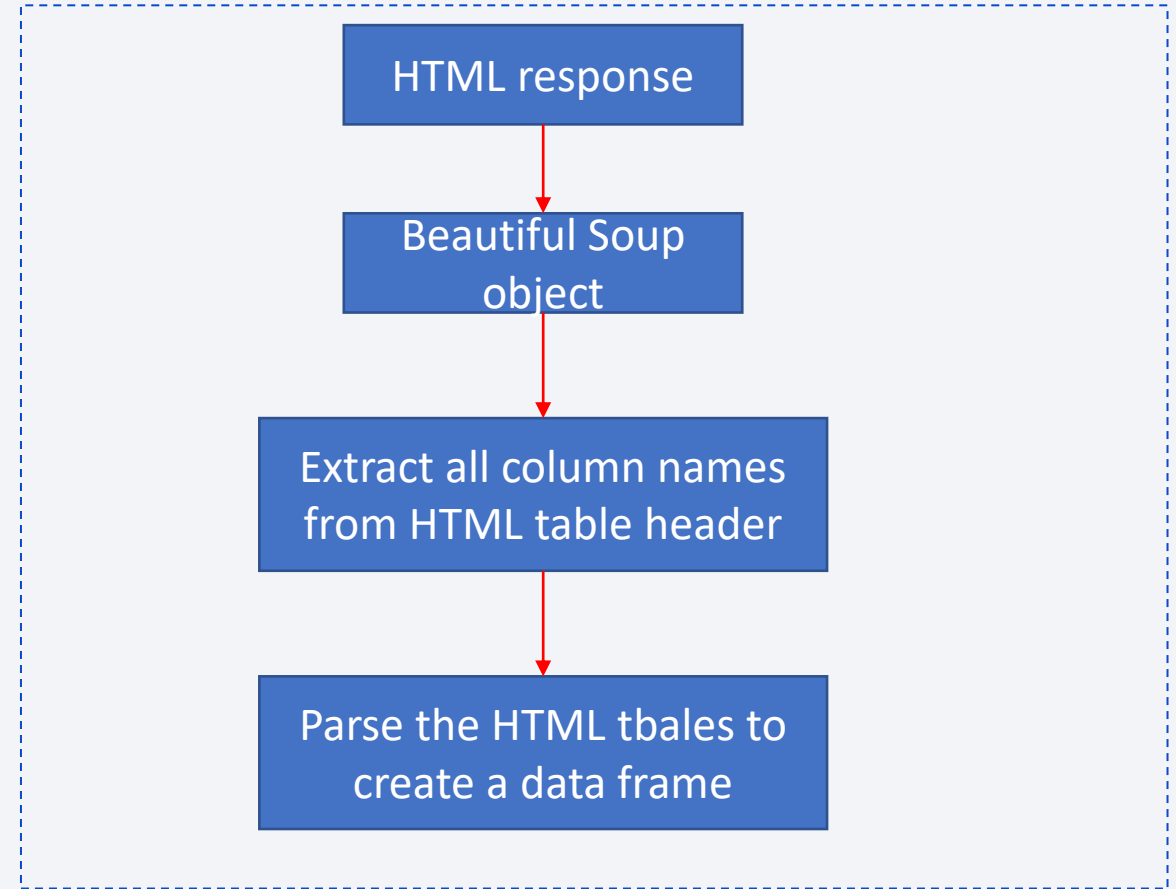 HTML response
Beautiful Soup
object
Extract all column names
from HTML table header
Parse the HTML tbales to
create a data frame